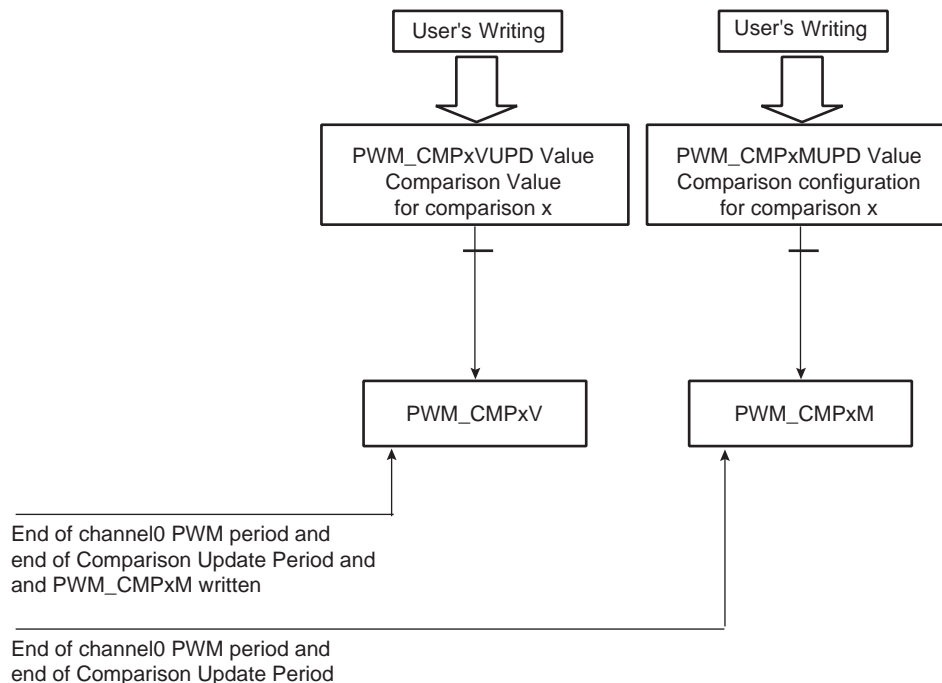 User's Writing
User's Writing
PWM_CMPxVUPD Value
Comparison Value
for comparison x
PWM_CMPxMUPD Value
Comparison configuration
for comparison x
PWM_CMPxV
PWM_CMPxM
End of channel0 PWM period and
end of Comparison Update Period and
and PWM_CMPxM written
End of channel0 PWM period and
end of Comparison Update Period